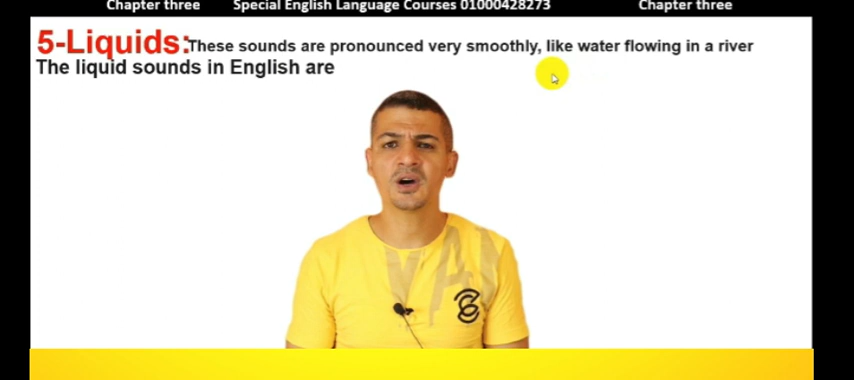 Chapter three Special English Language Courses 01000428273 Chapter three
5-Liquids:These sounds are pronounced very smoothly, like water flowing in a river
The liquid sounds in English are